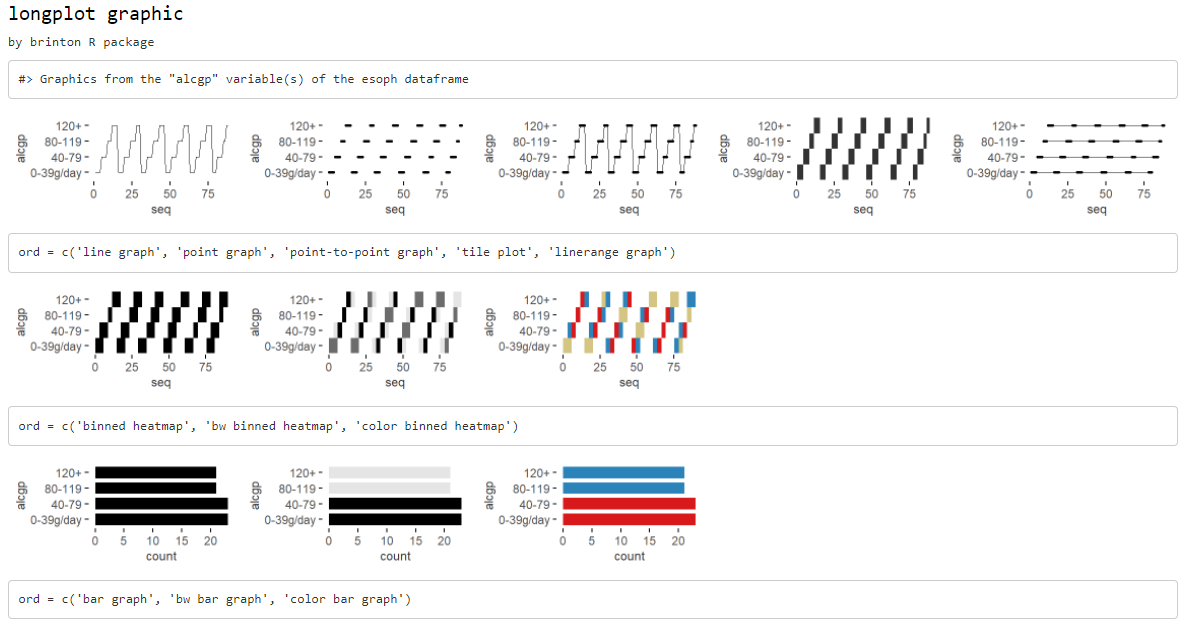 longplot graphic
by brinton R package
#> Graphics from the "alcgp" variable(s) of the esoph dataframe
alcgp 120+ 80-119 40-79 0-39g/day 0 25 50 75 seq
alcgp 120+ 80-119 40-79 0-39g/day 0 25 50 75 seq
alcgp 120+ 80-119 40-79 0-39g/day 0 25 50 75 seq
alcgp 120+ 80-119 40-79 0-39g/day 0 25 50 75 seq
alcgp 120+ 80-119 40-79 0-39g/day 0 25 50 75 seq
ord = c('line graph', 'point graph', 'point-to-point graph', 'tile plot', 'linerange graph')
alcgp 120+ 80-119 40-79 0-39g/day 0 25 50 75 seq
alcgp 120+ 80-119 40-79 0-39g/day 0 25 50 75 seq
alcgp 120+ 80-119 40-79 0-39g/day 0 25 50 75 seq
ord = c('binned heatmap', 'bw binned heatmap', 'color binned heatmap')
alcgp 120+ 80-119 40-79 0-39g/day 0 5 10 15 20 count
alcgp 120+ 80-119 40-79 0-39g/day 0 5 10 15 20 count
alcgp 120+ 80-119 40-79 0-39g/day 0 5 10 15 20 count
ord = c('bar graph', 'bw bar graph', 'color bar graph')